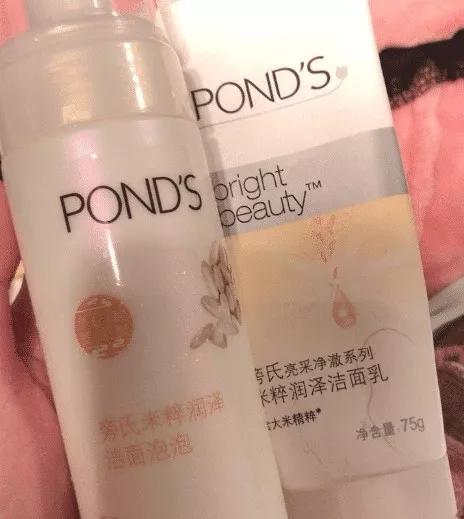 POND'S
旁氏米粹润泽
洁面泡泡
POND'S
bright
beauty™
旁氏亮采净澈系列
米粹润泽洁面乳
大米精粹*
净含量: 75g